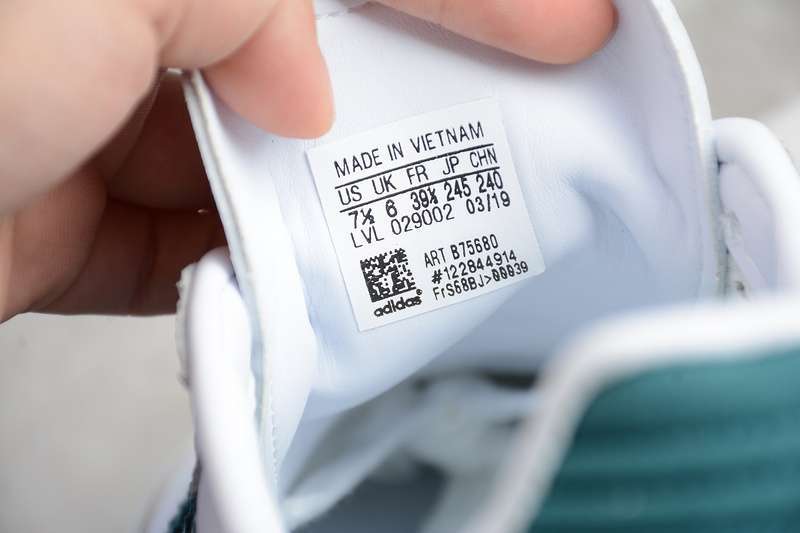 MADE IN VIETNAM
US UK FR JP CHN
7½ 6 39⅓ 245 240
LVL 029002 03/19
ART B75680
#122844914
FrS68BJ>00039
adidas®